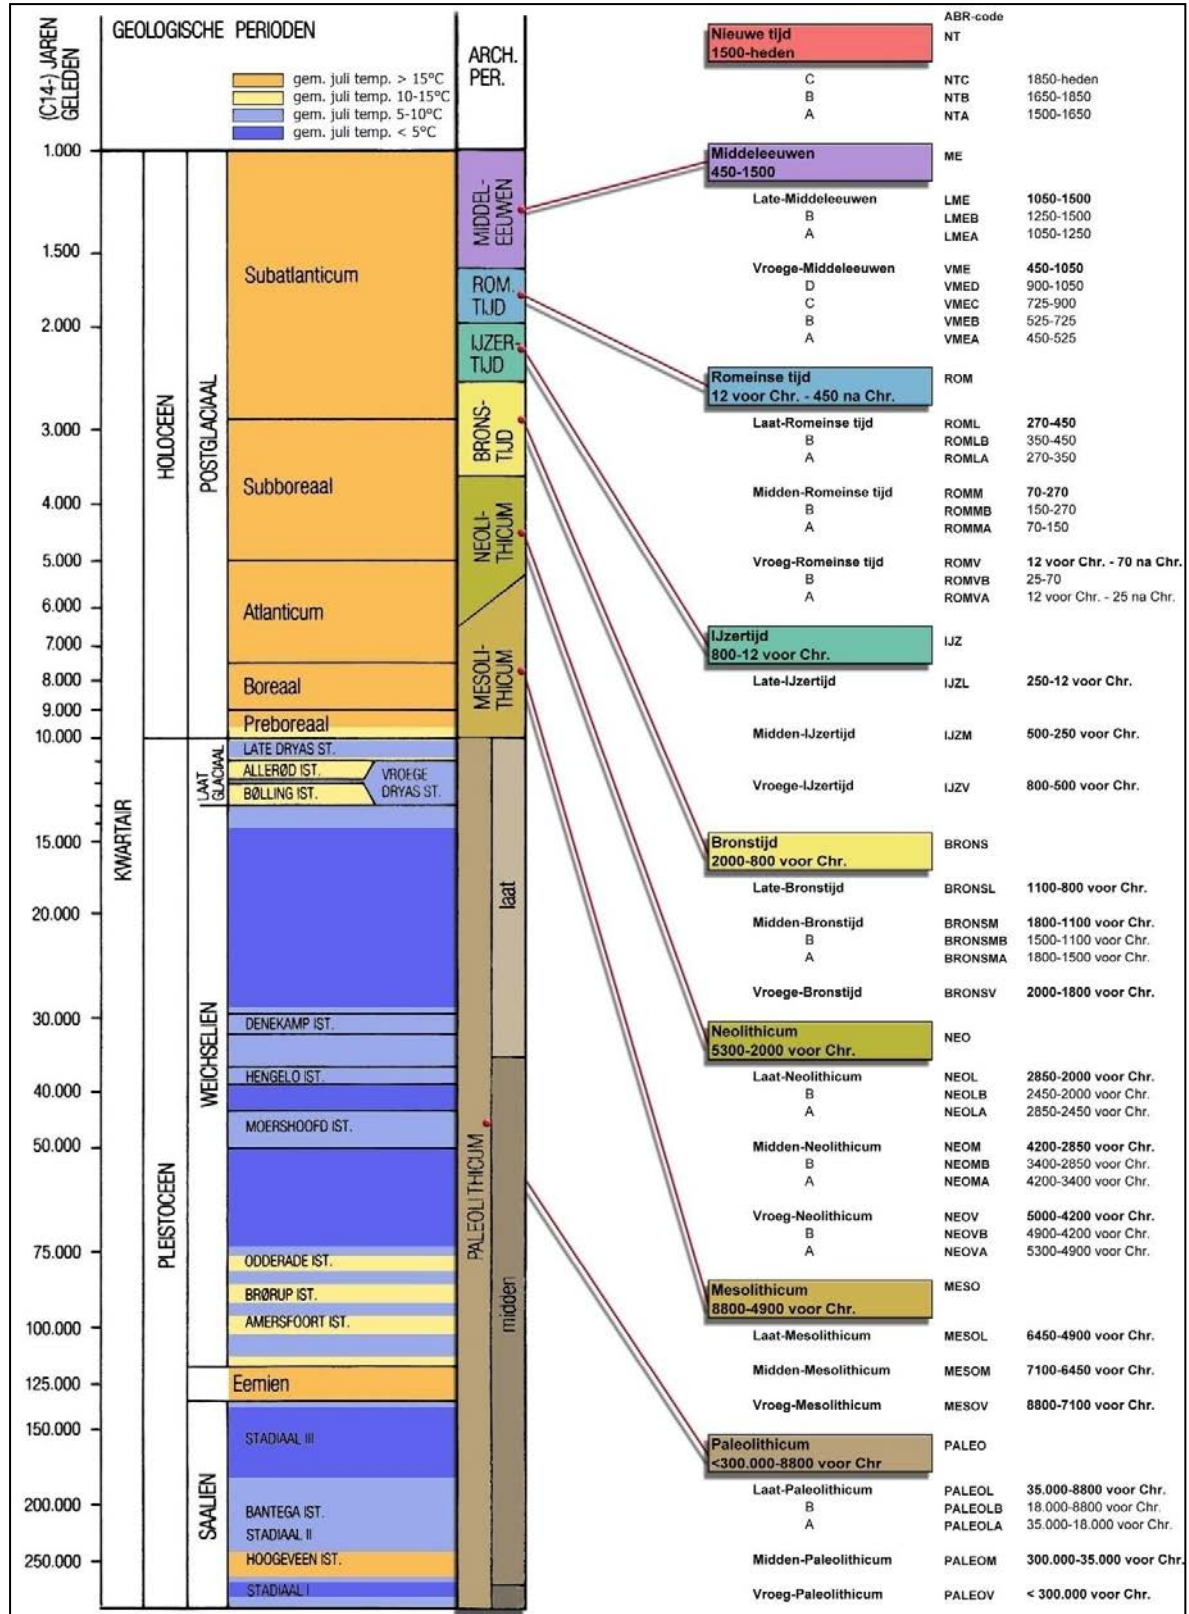 (C14-) JAREN
GELEDEN
GEOLOGISCHE PERIODEN
gem. juli temp. > 15°C
gem. juli temp. 10-15°C
gem. juli temp. 5-10°C
gem. juli temp. < 5°C
ARCH.
PER.
1.000
1.500
2.000
3.000
4.000
5.000
6.000
7.000
8.000
9.000
10.000
15.000
20.000
30.000
40.000
50.000
75.000
100.000
125.000
150.000
200.000
250.000
KWARTAIR
HOLOCEEN
PLEISTOCEEN
POSTGLACIAAL
LAAT
GLACIAAL
WEICHSELIEN
SAALIEN
Subatlanticum
Subboreaal
Atlanticum
Boreaal
Preboreaal
LATE DRYAS ST.
ALLERØD IST.
VROEGE
DRYAS ST.
BØLLING IST.
DENEKAMP IST.
HENGELO IST.
MOERSHOOFD IST.
ODDERADE IST.
BRØRUP IST.
AMERSFOORT IST.
Eemien
STADIAAL III
BANTEGA IST.
STADIAAL II
HOOGEVEEN IST.
STADIAAL I
MIDDEL-
EEUWEN
ROM.
TIJD
IJZER-
TIJD
BRONS-
TIJD
NEOLI-
THICUM
MESOLI-
THICUM
PALEOLITHICUM
laat
midden
ABR-code
Nieuwe tijd NT
1500-heden
C NTC 1850-heden
B NTB 1650-1850
A NTA 1500-1650
Middeleeuwen ME
450-1500
Late-Middeleeuwen LME 1050-1500
B LMEB 1250-1500
A LMEA 1050-1250
Vroege-Middeleeuwen VME 450-1050
D VMED 900-1050
C VMEC 725-900
B VMEB 525-725
A VMEA 450-525
Romeinse tijd ROM
12 voor Chr. - 450 na Chr.
Laat-Romeinse tijd ROML 270-450
B ROMLB 350-450
A ROMLA 270-350
Midden-Romeinse tijd ROMM 70-270
B ROMMB 150-270
A ROMMA 70-150
Vroeg-Romeinse tijd ROMV 12 voor Chr. - 70 na Chr.
B ROMVB 25-70
A ROMVA 12 voor Chr. - 25 na Chr.
IJzertijd IJZ
800-12 voor Chr.
Late-IJzertijd IJZL 250-12 voor Chr.
Midden-IJzertijd IJZM 500-250 voor Chr.
Vroege-IJzertijd IJZV 800-500 voor Chr.
Bronstijd BRONS
2000-800 voor Chr.
Late-Bronstijd BRONSL 1100-800 voor Chr.
Midden-Bronstijd BRONSM 1800-1100 voor Chr.
B BRONSMB 1500-1100 voor Chr.
A BRONSMA 1800-1500 voor Chr.
Vroege-Bronstijd BRONSV 2000-1800 voor Chr.
Neolithicum NEO
5300-2000 voor Chr.
Laat-Neolithicum NEOL 2850-2000 voor Chr.
B NEOLB 2450-2000 voor Chr.
A NEOLA 2850-2450 voor Chr.
Midden-Neolithicum NEOM 4200-2850 voor Chr.
B NEOMB 3400-2850 voor Chr.
A NEOMA 4200-3400 voor Chr.
Vroeg-Neolithicum NEOV 5000-4200 voor Chr.
B NEOVB 4900-4200 voor Chr.
A NEOVA 5300-4900 voor Chr.
Mesolithicum MESO
8800-4900 voor Chr.
Laat-Mesolithicum MESOL 6450-4900 voor Chr.
Midden-Mesolithicum MESOM 7100-6450 voor Chr.
Vroeg-Mesolithicum MESOV 8800-7100 voor Chr.
Paleolithicum PALEO
<300.000-8800 voor Chr
Laat-Paleolithicum PALEOL 35.000-8800 voor Chr.
B PALEOLB 18.000-8800 voor Chr.
A PALEOLA 35.000-18.000 voor Chr.
Midden-Paleolithicum PALEOM 300.000-35.000 voor Chr.
Vroeg-Paleolithicum PALEOV < 300.000 voor Chr.